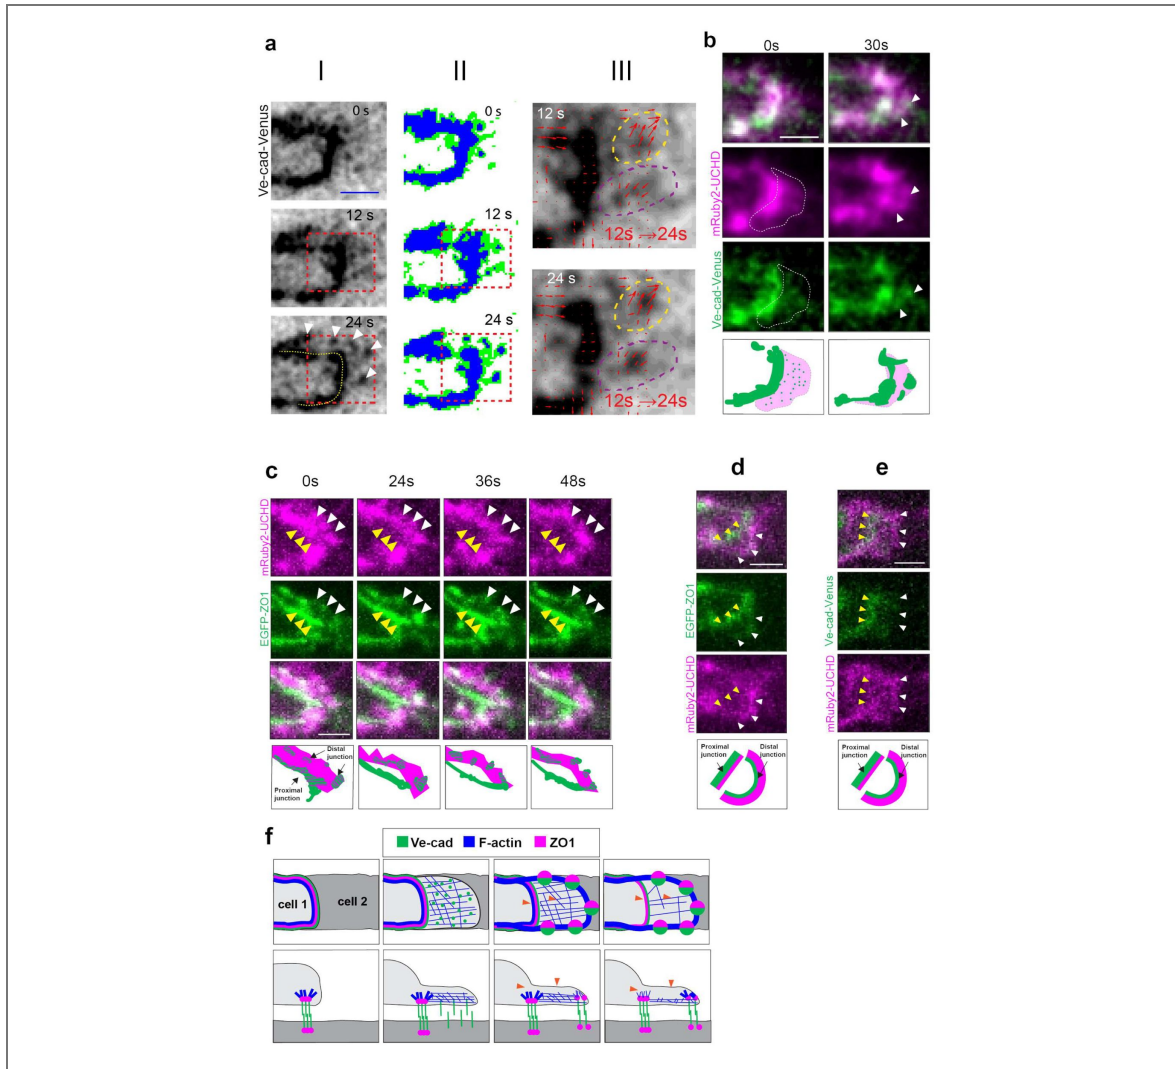 a
I
II
III
Ve-cad-Venus
0 s
0 s
12 s
12 s
12 s
12s →24s
24 s
24 s
24 s
12s →24s
b
0s
30s
mRuby2-UCHD
Ve-cad-Venus
c
0s
24s
36s
48s
mRuby2-UCHD
EGFP-ZO1
Distal
junction
Proximal
junction
d
EGFP-ZO1
mRuby2-UCHD
Proximal
junction
Distal
junction
e
Ve-cad-Venus
mRuby2-UCHD
Proximal
junction
Distal
junction
f
Ve-cad
F-actin
ZO1
cell 1
cell 2